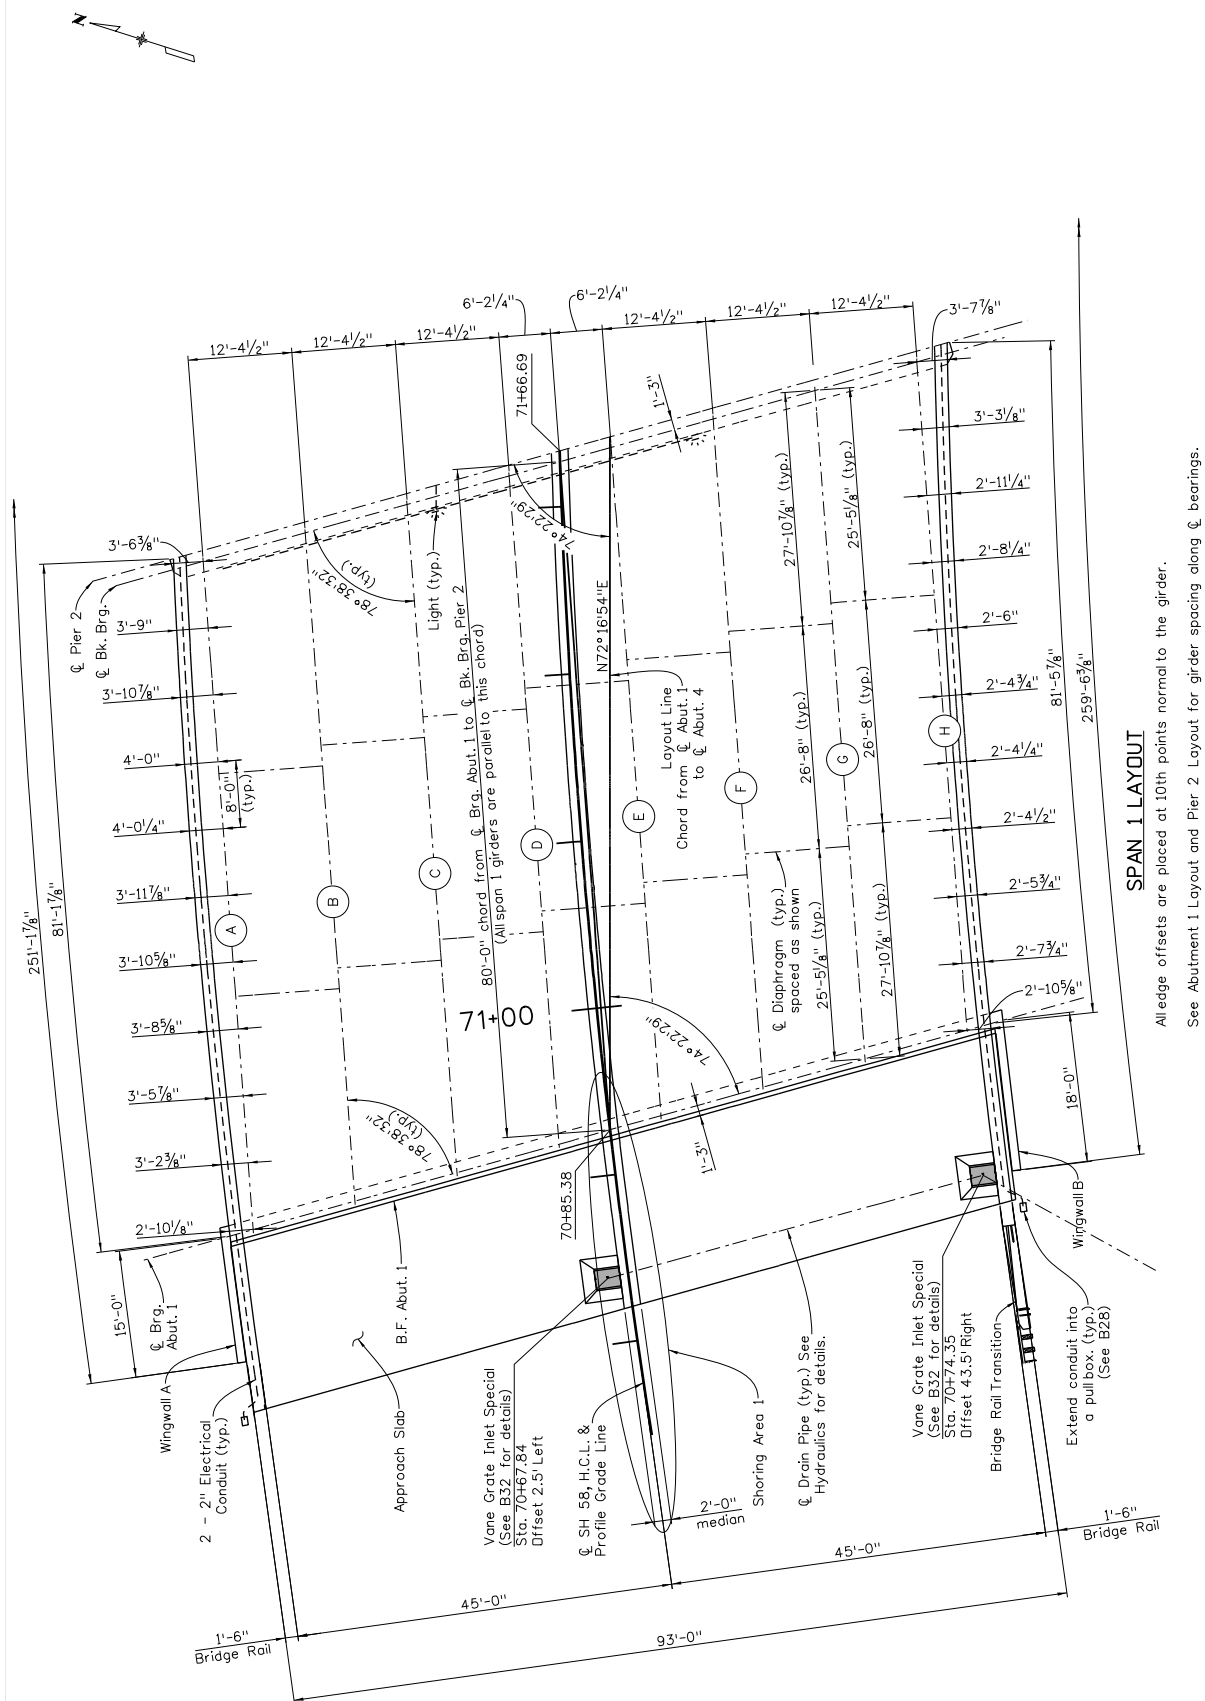 N
12'-4½"
12'-4½"
12'-4½"
6'-2¼"
6'-2¼"
12'-4½"
12'-4½"
12'-4½"
71+66.69
1'-3"
3'-6⅜"
3'-9"
3'-10⅞"
4'-0"
4'-0¼"
3'-11⅞"
3'-10⅝"
3'-8⅝"
3'-5⅞"
3'-2⅜"
2'-10⅛"
3'-7⅞"
3'-3⅛"
2'-11¼"
2'-8¼"
2'-6"
2'-4¾"
2'-4¼"
2'-4½"
2'-5¾"
2'-7¾"
2'-10⅝"
251'-1⅞"
81'-1⅞"
15'-0"
81'-5⅞"
259'-6⅜"
18'-0"
℄ Pier 2
℄ Bk. Brg.
78° 38'32"
(typ.)
Light (typ.)
74° 22'29"
N72°16'54"E
Layout Line
Chord from ℄ Abut. 1
to ℄ Abut. 4
80'-0" chord from ℄ Brg. Abut. 1 to ℄ Bk. Brg. Pier 2
(All span 1 girders are parallel to this chord)
8'-0"
(typ.)
A
B
C
D
E
F
G
H
27'-10⅞" (typ.)
25'-5⅛" (typ.)
26'-8" (typ.)
26'-8" (typ.)
25'-5⅛" (typ.)
27'-10⅞" (typ.)
℄ Diaphragm (typ.)
spaced as shown
71+00
74° 22'29"
78° 38'32"
(typ.)
1'-3"
70+85.38
℄ Brg.
Abut. 1
Wingwall A
B.F. Abut. 1
Approach Slab
2 - 2" Electrical
Conduit (typ.)
Vane Grate Inlet Special
(See B32 for details)
Sta. 70+67.84
Offset 2.5' Left
℄ SH 58, H.C.L. &
Profile Grade Line
2'-0"
median
Shoring Area 1
℄ Drain Pipe (typ.) See
Hydraulics for details.
Vane Grate Inlet Special
(See B32 for details)
Sta. 70+74.35
Offset 43.5' Right
Bridge Rail Transition
Wingwall B
Extend conduit into
a pull box. (typ.)
(See B28)
1'-6"
Bridge Rail
45'-0"
45'-0"
93'-0"
1'-6"
Bridge Rail
SPAN 1 LAYOUT
All edge offsets are placed at 10th points normal to the girder.
See Abutment 1 Layout and Pier 2 Layout for girder spacing along ℄ bearings.